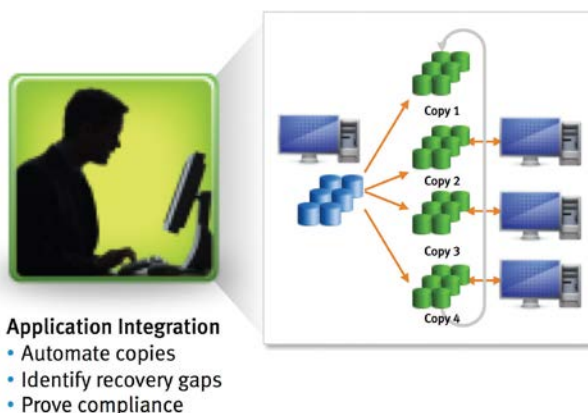 Copy 1
Copy 2
Copy 3
Copy 4
Application Integration
• Automate copies
• Identify recovery gaps
• Prove compliance